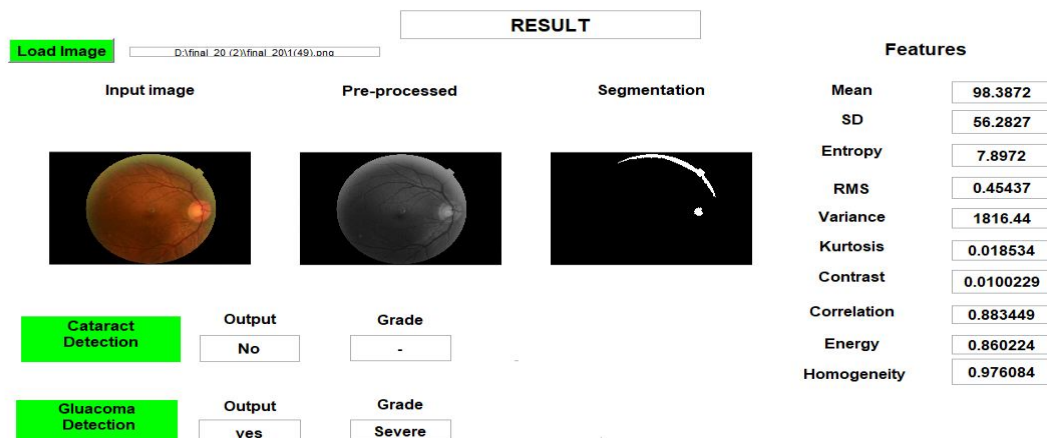 RESULT
Load Image
D:\final_20 (2)\final_20\1(49).png
Features
Input image
Pre-processed
Segmentation
Mean 98.3872
SD 56.2827
Entropy 7.8972
RMS 0.45437
Variance 1816.44
Kurtosis 0.018534
Contrast 0.0100229
Correlation 0.883449
Energy 0.860224
Homogeneity 0.976084
Cataract
Detection
Output
No
Grade
-
Gluacoma
Detection
Output
yes
Grade
Severe